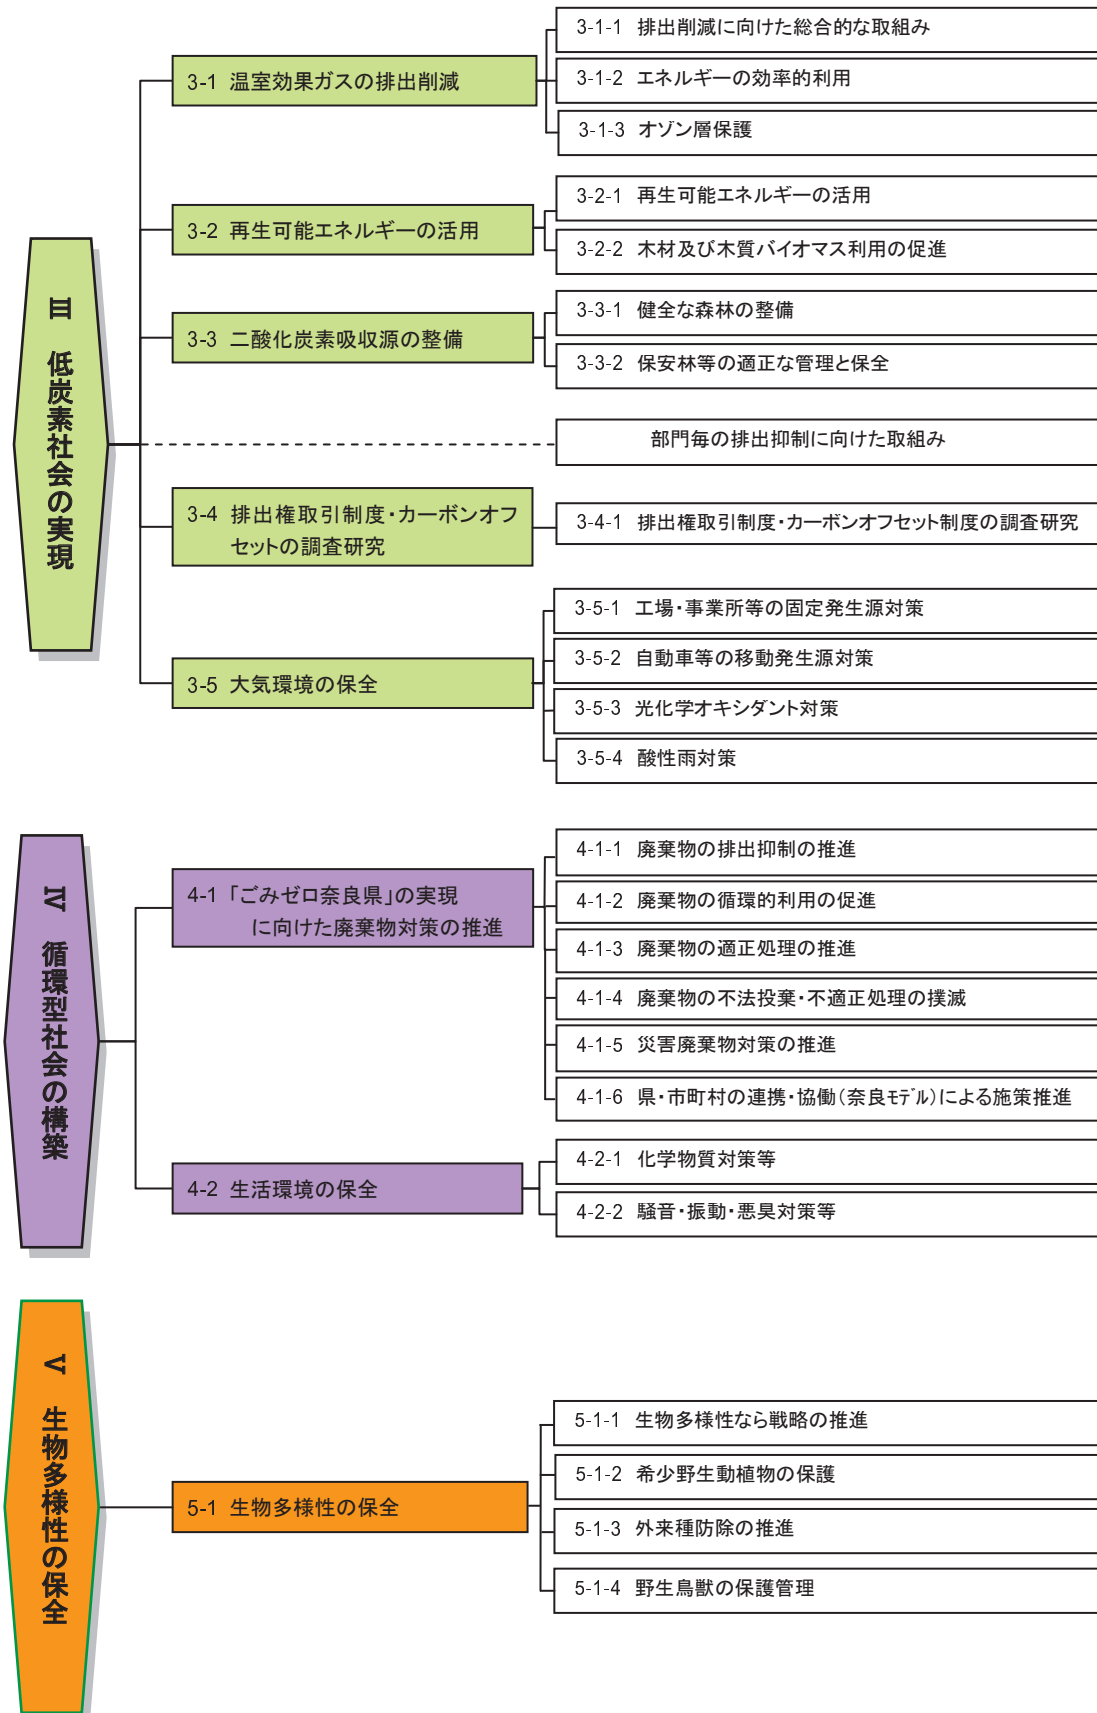 Ⅲ 低炭素社会の実現
3-1 温室効果ガスの排出削減
3-1-1 排出削減に向けた総合的な取組み
3-1-2 エネルギーの効率的利用
3-1-3 オゾン層保護
3-2 再生可能エネルギーの活用
3-2-1 再生可能エネルギーの活用
3-2-2 木材及び木質バイオマス利用の促進
3-3 二酸化炭素吸収源の整備
3-3-1 健全な森林の整備
3-3-2 保安林等の適正な管理と保全
部門毎の排出抑制に向けた取組み
3-4 排出権取引制度・カーボンオフ
セットの調査研究
3-4-1 排出権取引制度・カーボンオフセット制度の調査研究
3-5 大気環境の保全
3-5-1 工場・事業所等の固定発生源対策
3-5-2 自動車等の移動発生源対策
3-5-3 光化学オキシダント対策
3-5-4 酸性雨対策
Ⅳ 循環型社会の構築
4-1 「ごみゼロ奈良県」の実現
に向けた廃棄物対策の推進
4-1-1 廃棄物の排出抑制の推進
4-1-2 廃棄物の循環的利用の促進
4-1-3 廃棄物の適正処理の推進
4-1-4 廃棄物の不法投棄・不適正処理の撲滅
4-1-5 災害廃棄物対策の推進
4-1-6 県・市町村の連携・協働(奈良ﾓﾃﾞﾙ)による施策推進
4-2 生活環境の保全
4-2-1 化学物質対策等
4-2-2 騒音・振動・悪臭対策等
Ⅴ 生物多様性の保全
5-1 生物多様性の保全
5-1-1 生物多様性なら戦略の推進
5-1-2 希少野生動植物の保護
5-1-3 外来種防除の推進
5-1-4 野生鳥獣の保護管理